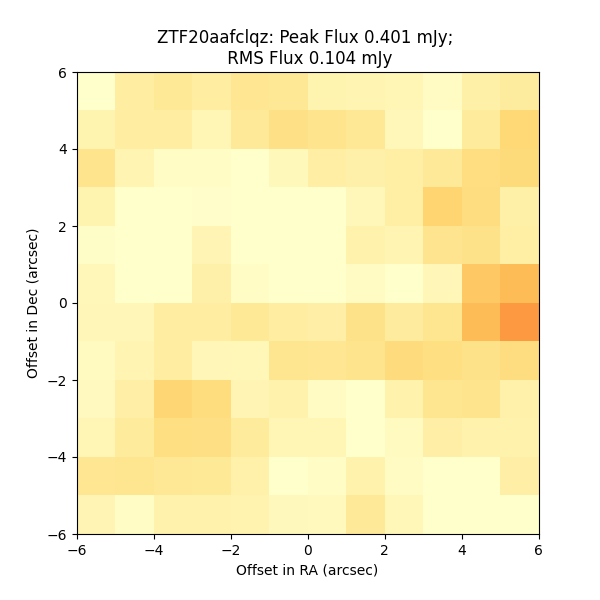 ZTF20aafclqz: Peak Flux 0.401 mJy;
RMS Flux 0.104 mJy
6
4
2
0
−2
−4
−6
Offset in Dec (arcsec)
−6 −4 −2 0 2 4 6
Offset in RA (arcsec)